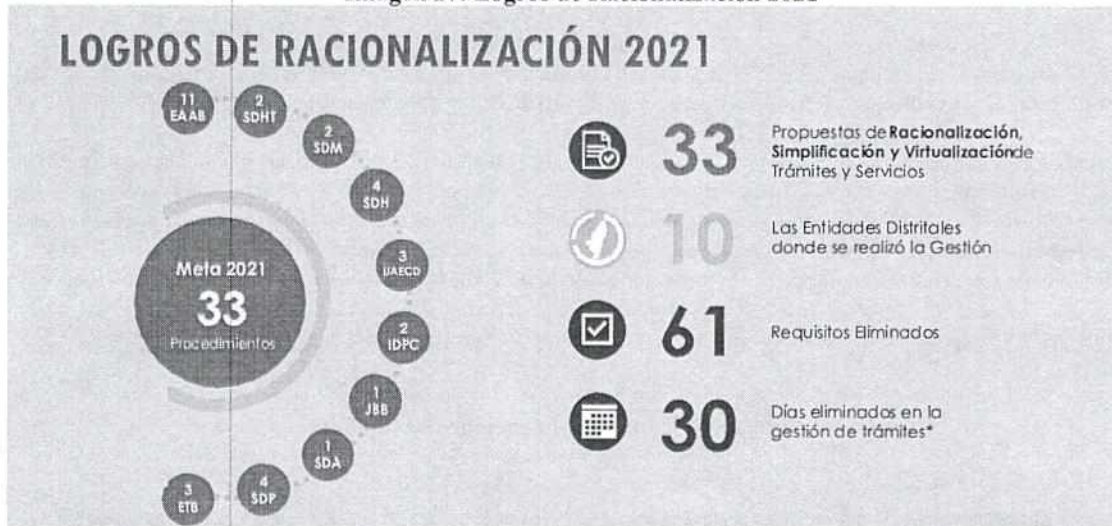 LOGROS DE RACIONALIZACIÓN 2021
11
EAAB
2
SDHT
2
SDM
4
SDH
3
UAECD
2
IDPC
1
JBB
1
SDA
4
SDP
3
ETB
Meta 2021
33
Procedimientos
33
Propuestas de Racionalización,
Simplificación y Virtualizaciónde
Trámites y Servicios
10
Las Entidades Distritales
donde se realizó la Gestión
61
Requisitos Eliminados
30
Días eliminados en la
gestión de trámites*